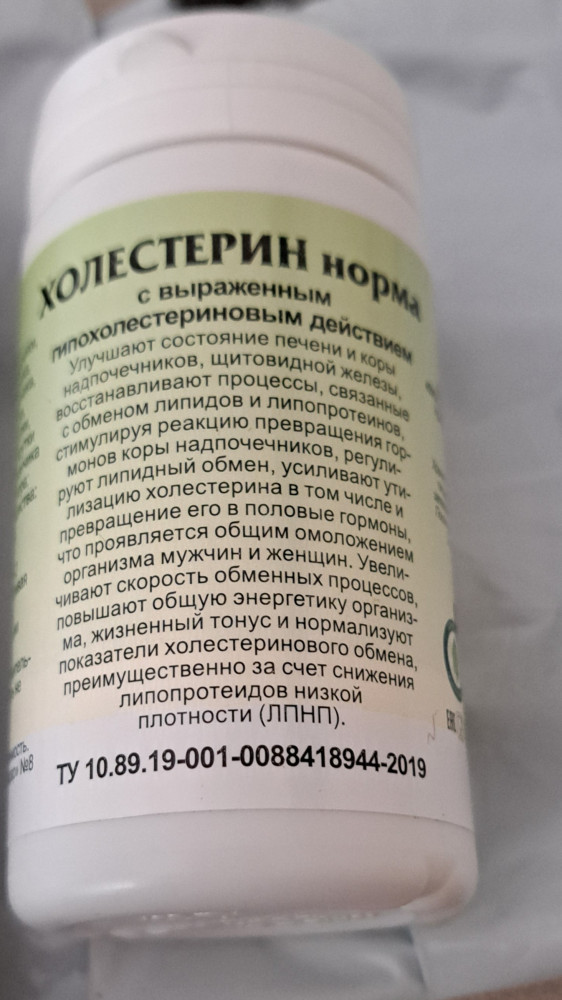 ХОЛЕСТЕРИН норма
с выраженным
гипохолестериновым действием
Улучшают состояние печени и коры
надпочечников, щитовидной железы,
восстанавливают процессы, связанные
с обменом липидов и липопротеинов,
стимулируя реакцию превращения гор-
монов коры надпочечников, регули-
руют липидный обмен, усиливают ути-
лизацию холестерина в том числе и
превращение его в половые гормоны,
что проявляется общим омоложением
организма мужчин и женщин. Увели-
чивают скорость обменных процессов,
повышают общую энергетику организ-
ма, жизненный тонус и нормализуют
показатели холестеринового обмена,
преимущественно за счет снижения
липопротеидов низкой
плотности (ЛПНП).
ТУ 10.89.19-001-0088418944-2019
№8